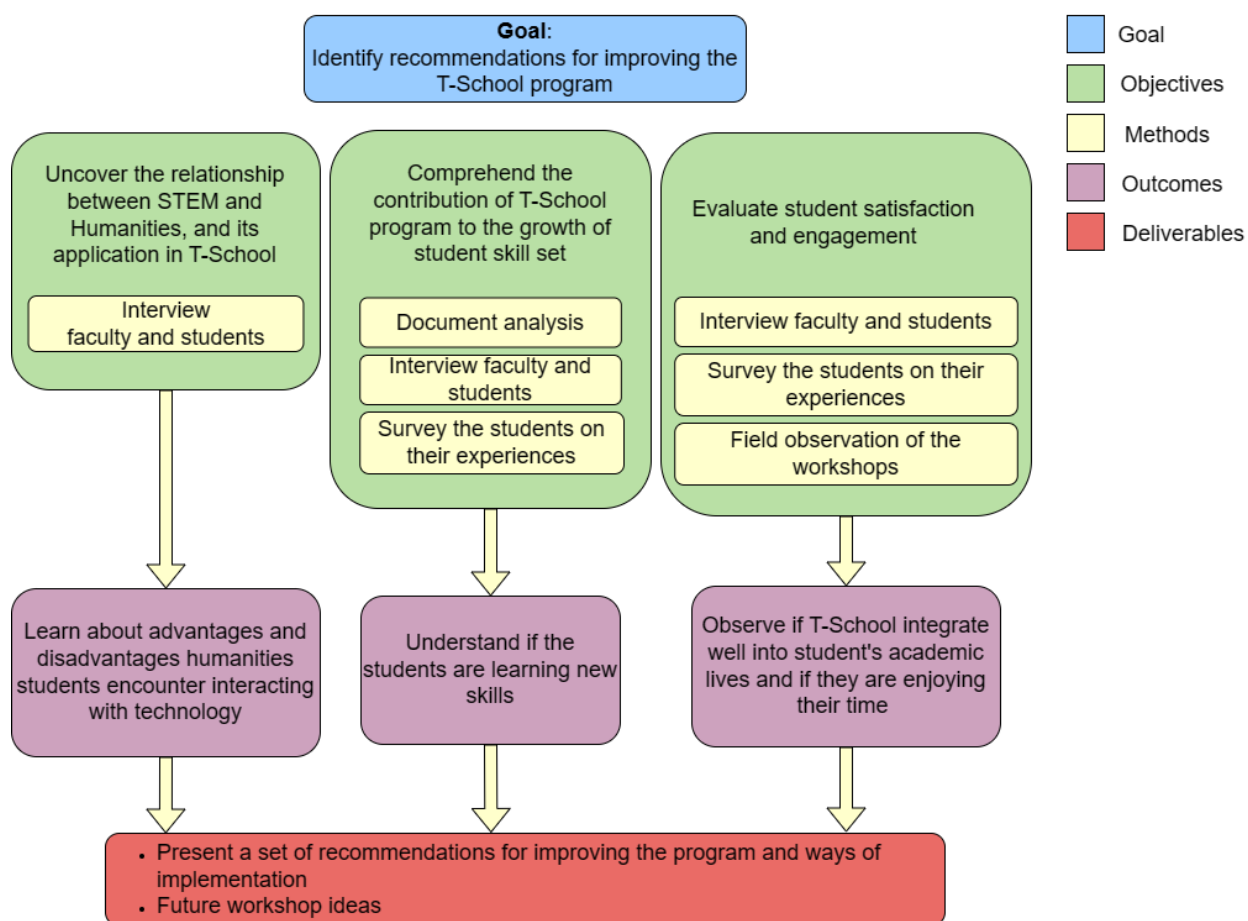 Goal:
Identify recommendations for improving the
T-School program
Goal
Objectives
Methods
Outcomes
Deliverables
Uncover the relationship
between STEM and
Humanities, and its
application in T-School
Interview
faculty and students
Comprehend the
contribution of T-School
program to the growth of
student skill set
Document analysis
Interview faculty and
students
Survey the students on
their experiences
Evaluate student satisfaction
and engagement
Interview faculty and students
Survey the students on their
experiences
Field observation of the
workshops
Learn about advantages and
disadvantages humanities
students encounter interacting
with technology
Understand if the
students are learning new
skills
Observe if T-School integrate
well into student's academic
lives and if they are enjoying
their time
• Present a set of recommendations for improving the program and ways of
implementation
• Future workshop ideas